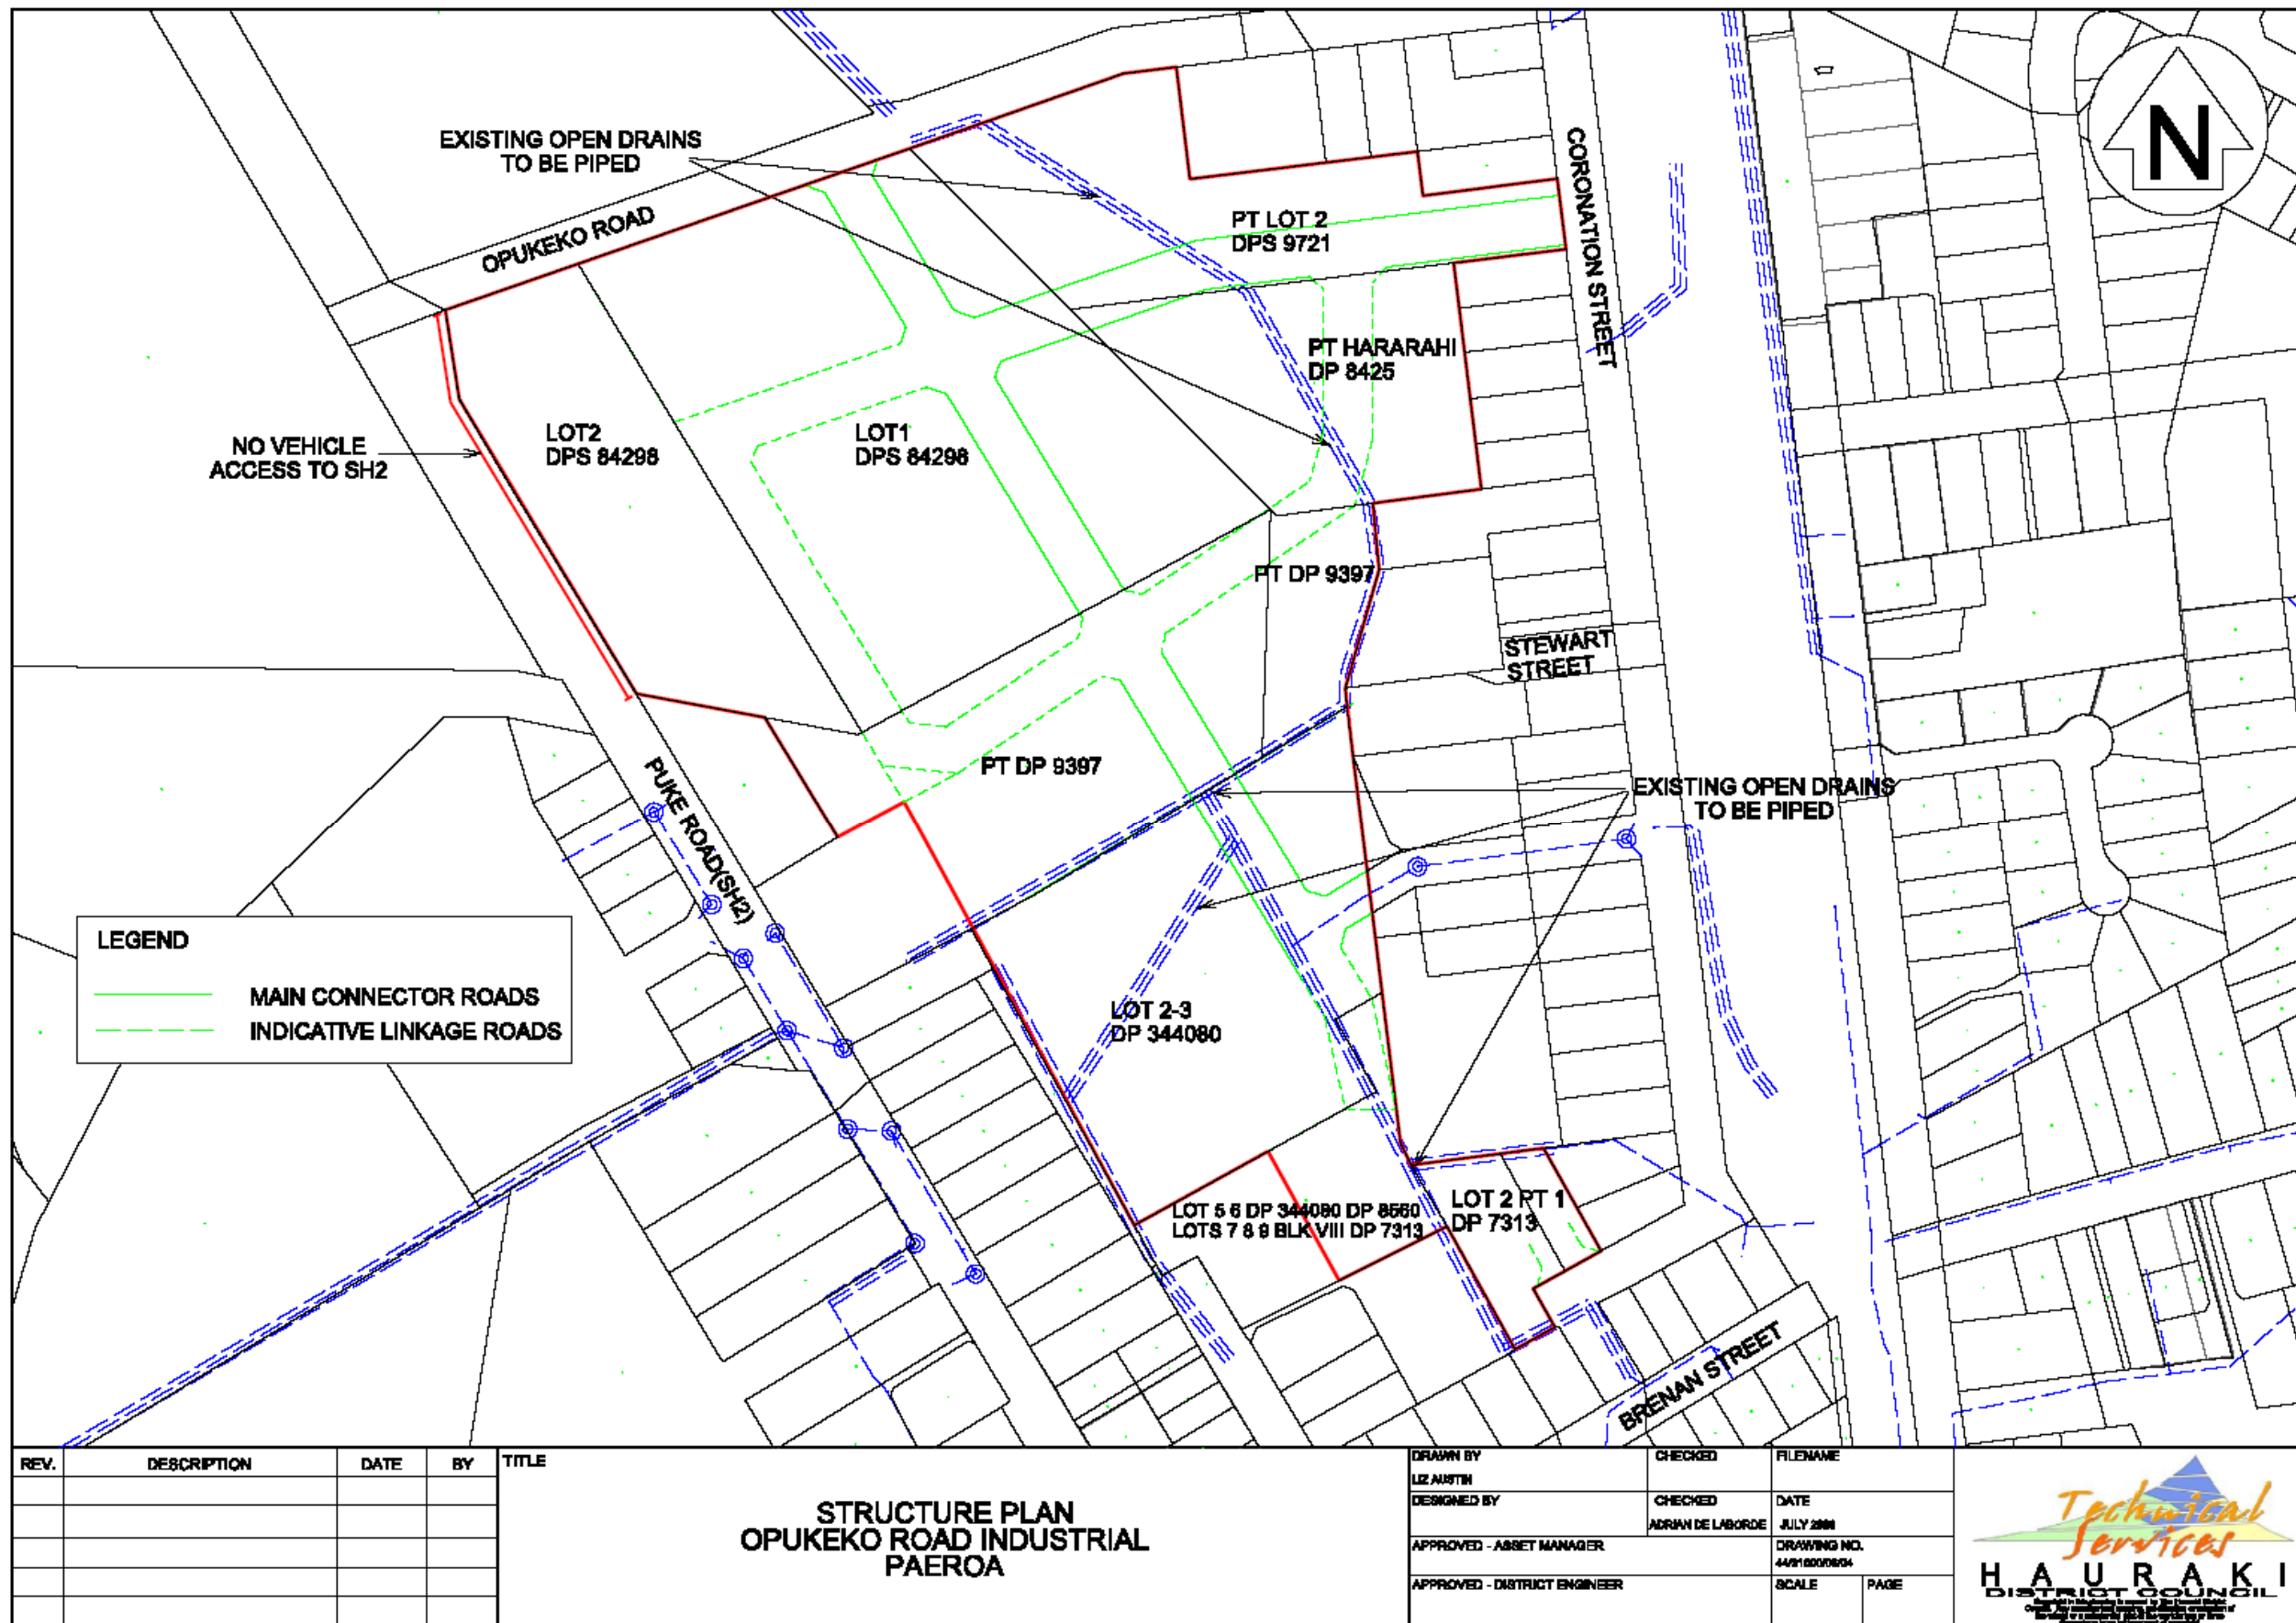 EXISTING OPEN DRAINS
TO BE PIPED
OPUKEKO ROAD
CORONATION STREET
N
PT LOT 2
DPS 9721
PT HARARAHI
DP 8425
NO VEHICLE
ACCESS TO SH2
LOT2
DPS 84298
LOT1
DPS 84298
PT DP 9397
STEWART
STREET
PT DP 9397
PUKE ROAD(SH2)
EXISTING OPEN DRAINS
TO BE PIPED
LEGEND
MAIN CONNECTOR ROADS
INDICATIVE LINKAGE ROADS
LOT 2-3
DP 344080
LOT 5 6 DP 344080 DP 8560
LOTS 7 8 9 BLK VIII DP 7313
LOT 2 PT 1
DP 7313
BRENAN STREET
REV.
DESCRIPTION
DATE
BY
TITLE
STRUCTURE PLAN
OPUKEKO ROAD INDUSTRIAL
PAEROA
DRAWN BY
LIZ AUSTIN
CHECKED
FILENAME
DESIGNED BY
CHECKED
ADRIAN DE LABORDE
DATE
JULY
APPROVED - ASSET MANAGER
DRAWING NO.
APPROVED - DISTRICT ENGINEER
SCALE
PAGE
Technical
Services
HAURAKI
DISTRICT COUNCIL